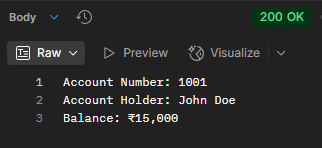 Body
200 OK
Raw
Preview
Visualize
1 Account Number: 1001
2 Account Holder: John Doe
3 Balance: ₹15,000